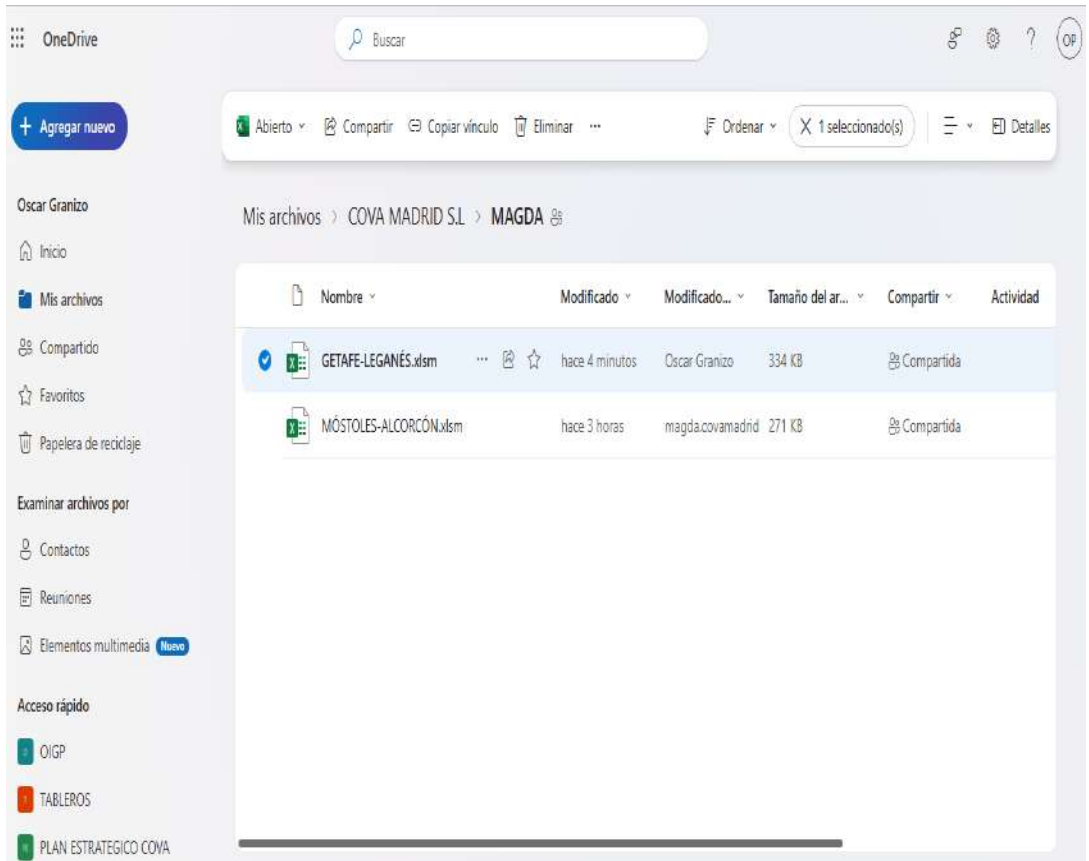 OneDrive
Buscar
OP
+ Agregar nuevo
Abierto Compartir Copiar vínculo Eliminar ··· Ordenar 1 seleccionado(s) Detalles
Oscar Granizo
Inicio
Mis archivos
Compartido
Favoritos
Papelera de reciclaje
Examinar archivos por
Contactos
Reuniones
Elementos multimedia Nuevo
Acceso rápido
OIGP
TABLEROS
PLAN ESTRATEGICO COVA
Mis archivos > COVA MADRID S.L > MAGDA
Nombre Modificado Modificado... Tamaño del ar... Compartir Actividad
GETAFE-LEGANÉS.xlsm ··· hace 4 minutos Oscar Granizo 334 KB Compartida
MÓSTOLES-ALCORCÓN.xlsm hace 3 horas magda.covamadrid 271 KB Compartida